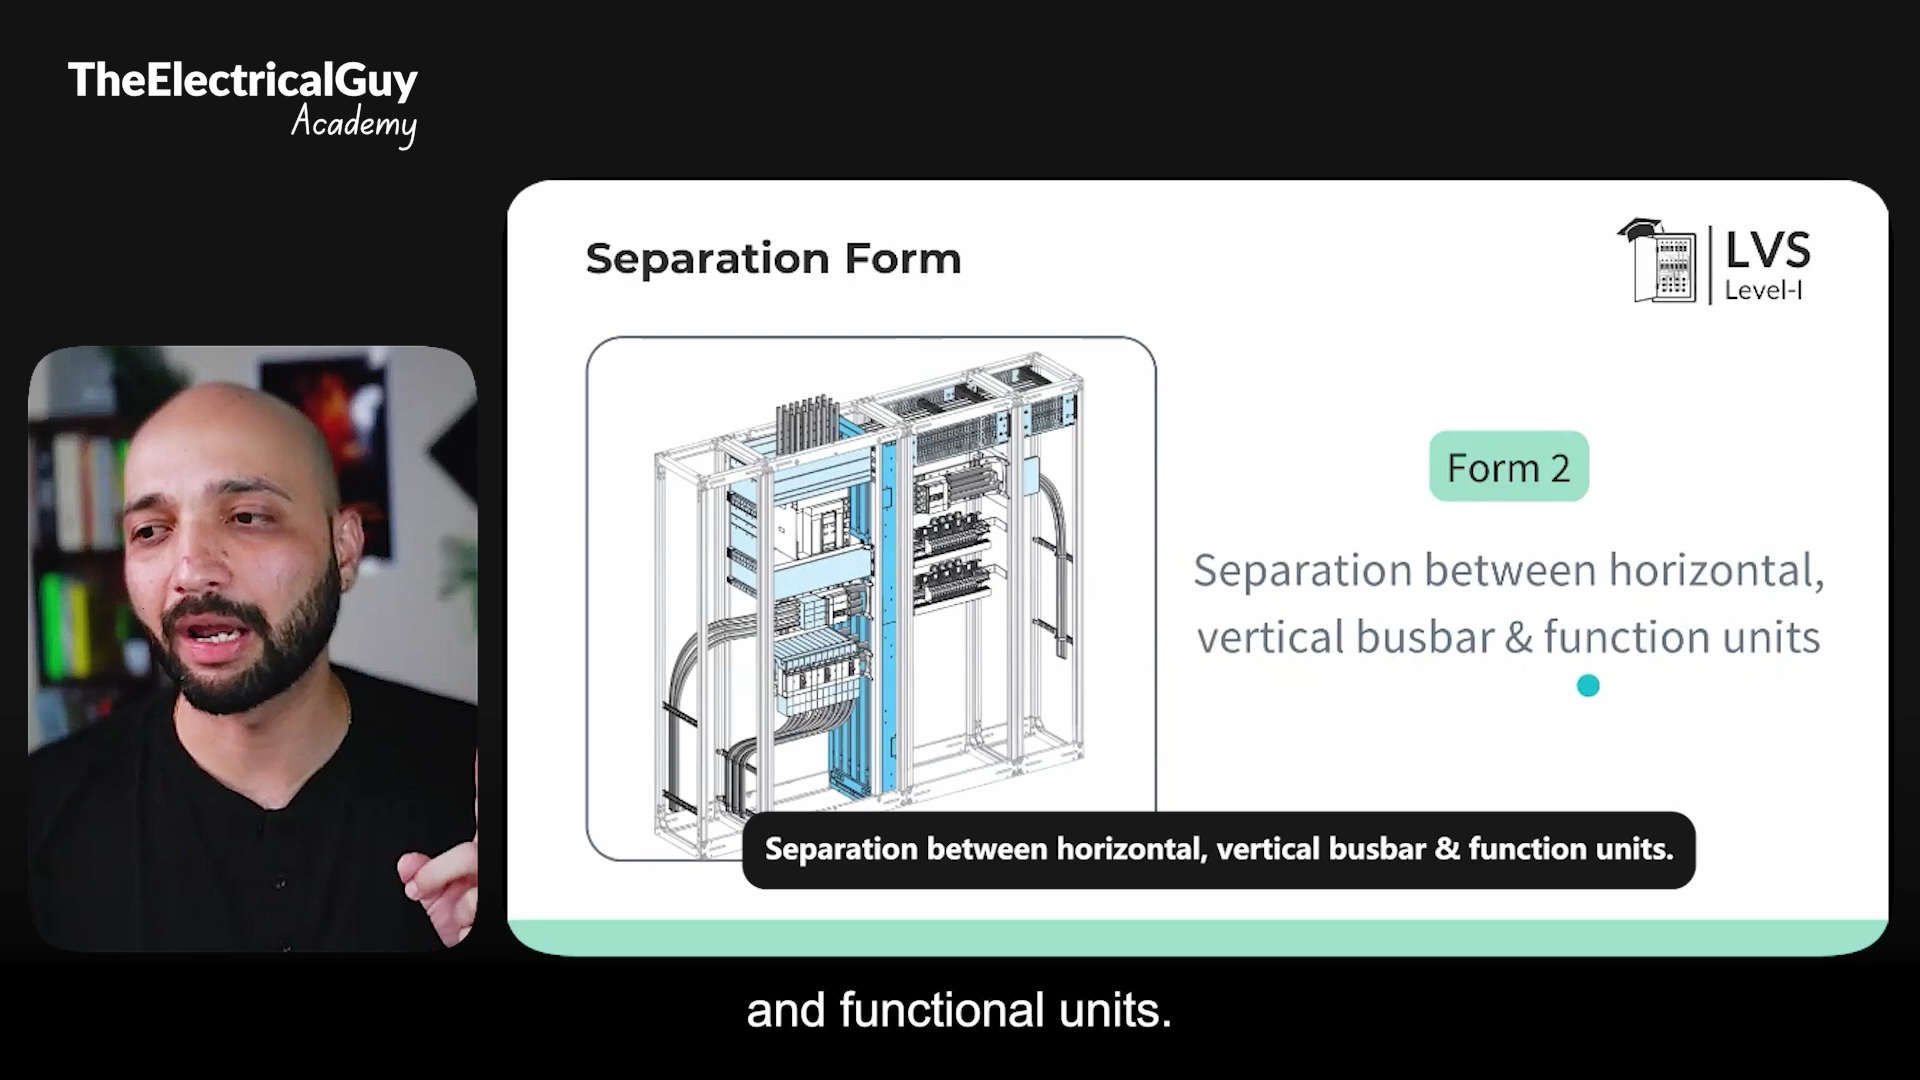 TheElectricalGuy
Academy
Separation Form
LVS
Level-I
Form 2
Separation between horizontal,
vertical busbar & function units
Separation between horizontal, vertical busbar & function units.
and functional units.